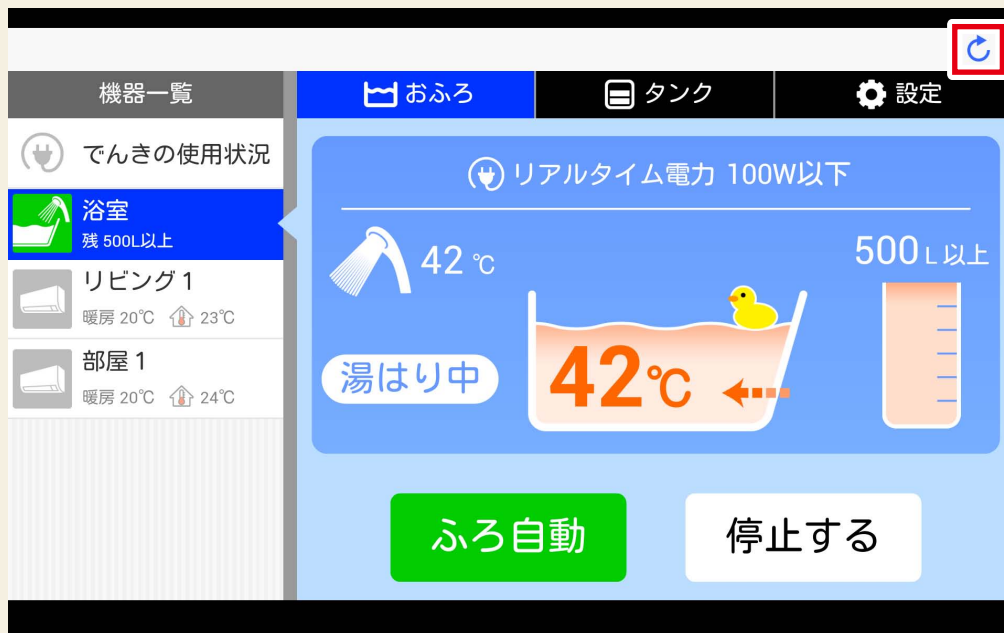 機器一覧
おふろ
タンク
設定
でんきの使用状況
浴室
残 500L以上
リビング 1
暖房 20℃ 23℃
部屋 1
暖房 20℃ 24℃
リアルタイム電力 100W以下
42 ℃
500 L 以上
湯はり中
42℃
ふろ自動
停止する